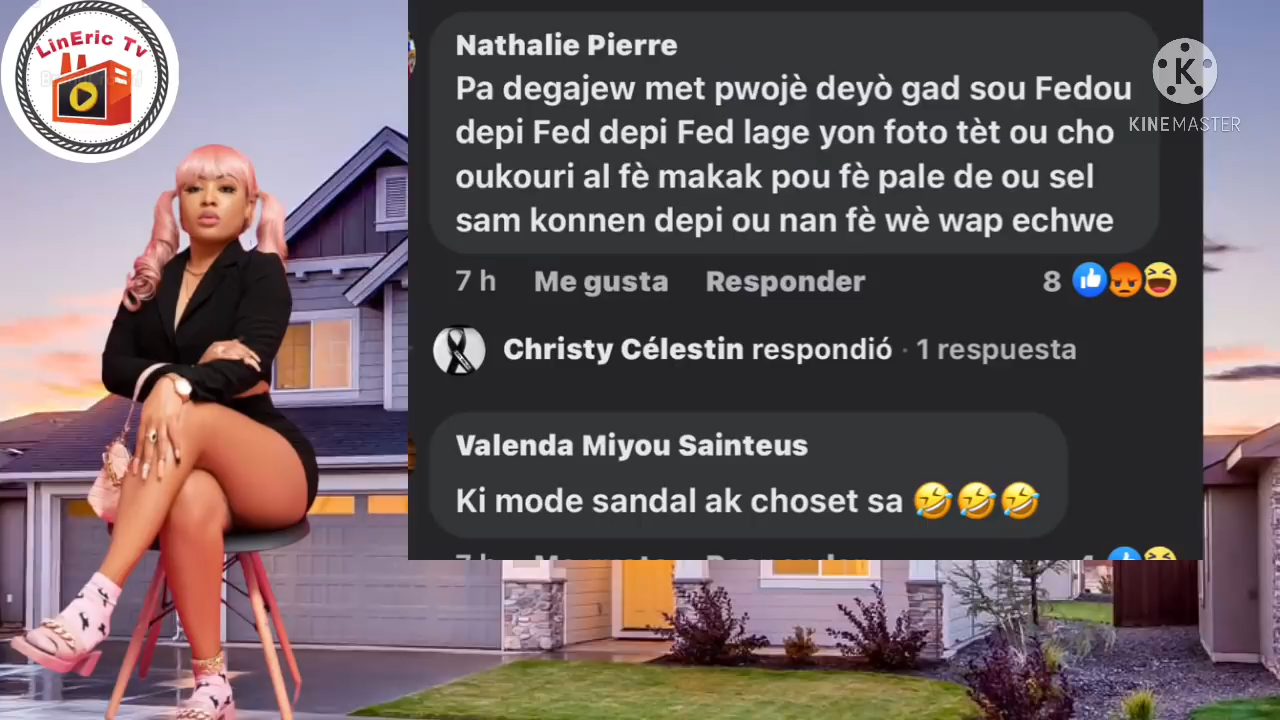 LinEric Tv
Nathalie Pierre
Pa degajew met pwojè deyò gad sou Fedou
depi Fed depi Fed lage yon foto tèt ou cho
oukouri al fè makak pou fè pale de ou sel
sam konnen depi ou nan fè wè wap echwe
7 h Me gusta Responder 8
Christy Célestin respondió · 1 respuesta
Valenda Miyou Sainteus
Ki mode sandal ak choset sa 🤣🤣🤣
K
KINEMASTER